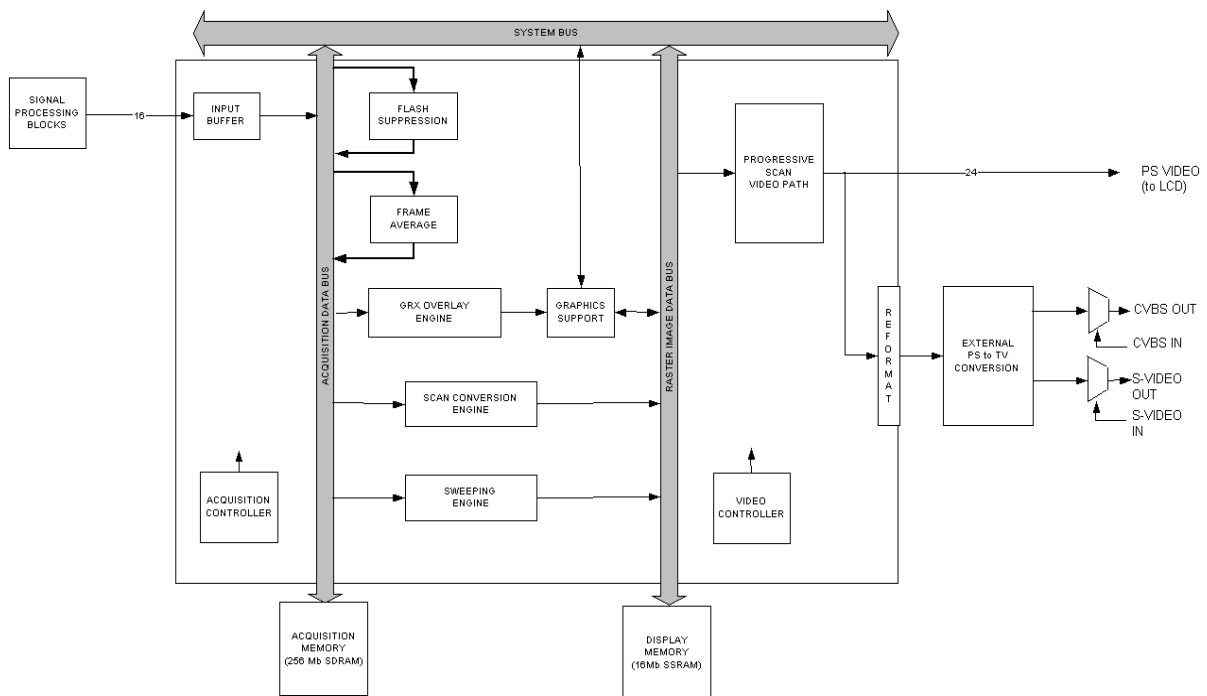 SYSTEM BUS
SIGNAL
PROCESSING
BLOCKS
16
INPUT
BUFFER
FLASH
SUPPRESSION
FRAME
AVERAGE
ACQUISITION DATA BUS
GRX OVERLAY
ENGINE
GRAPHICS
SUPPORT
SCAN CONVERSION
ENGINE
SWEEPING
ENGINE
ACQUISITION
CONTROLLER
RASTER IMAGE DATA BUS
PROGRESSIVE
SCAN
VIDEO PATH
24
PS VIDEO
(to LCD)
REFORMAT
EXTERNAL
PS to TV
CONVERSION
CVBS OUT
CVBS IN
S-VIDEO
OUT
S-VIDEO
IN
VIDEO
CONTROLLER
ACQUISITION
MEMORY
(256 Mb SDRAM)
DISPLAY
MEMORY
(16Mb SSRAM)